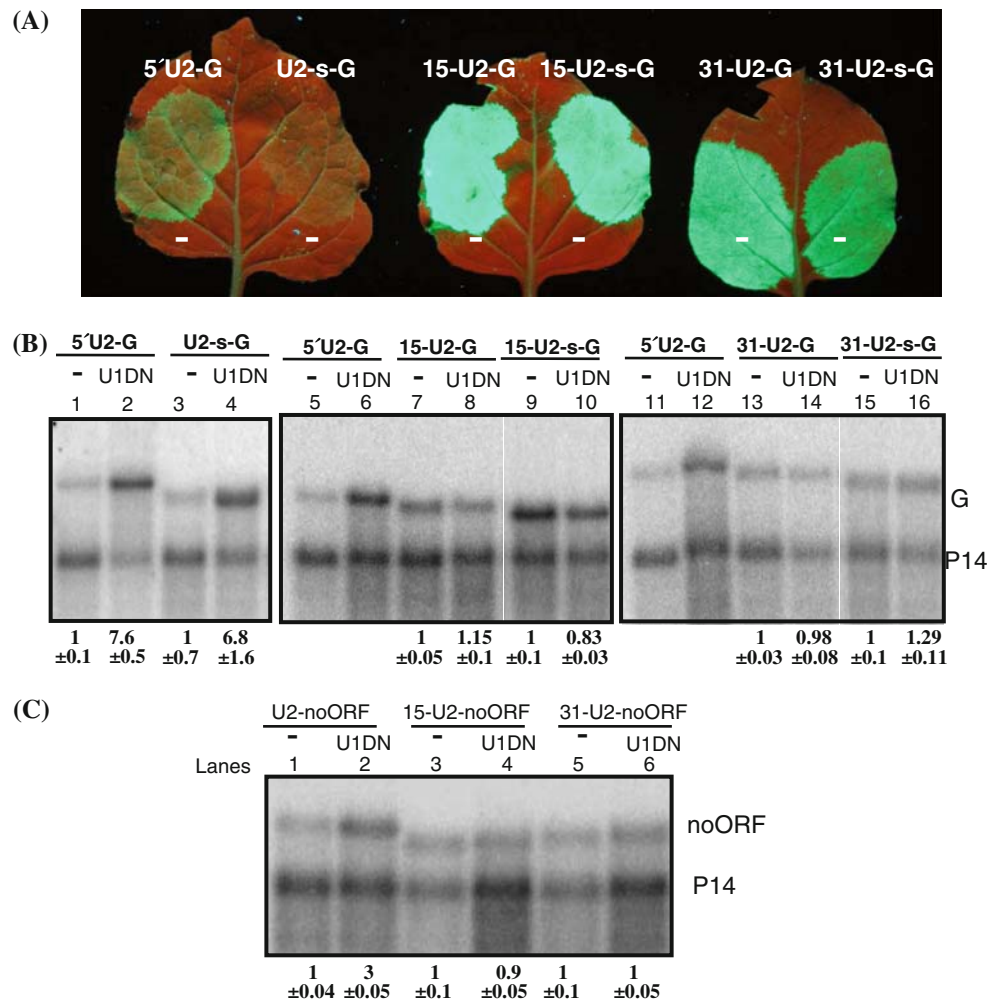 (A)
5´U2-G U2-s-G 15-U2-G 15-U2-s-G 31-U2-G 31-U2-s-G
- - - - - -
(B)
5´U2-G U2-s-G 5´U2-G 15-U2-G 15-U2-s-G 5´U2-G 31-U2-G 31-U2-s-G
- U1DN - U1DN - U1DN - U1DN - U1DN - U1DN - U1DN - U1DN
1 2 3 4 5 6 7 8 9 10 11 12 13 14 15 16
G
P14
1 7.6 1 6.8 1 1.15 1 0.83 1 0.98 1 1.29
±0.1 ±0.5 ±0.7 ±1.6 ±0.05 ±0.1 ±0.1 ±0.03 ±0.03 ±0.08 ±0.1 ±0.11
(C)
U2-noORF 15-U2-noORF 31-U2-noORF
- U1DN - U1DN - U1DN
Lanes 1 2 3 4 5 6
noORF
P14
1 3 1 0.9 1 1
±0.04 ±0.05 ±0.1 ±0.05 ±0.1 ±0.05